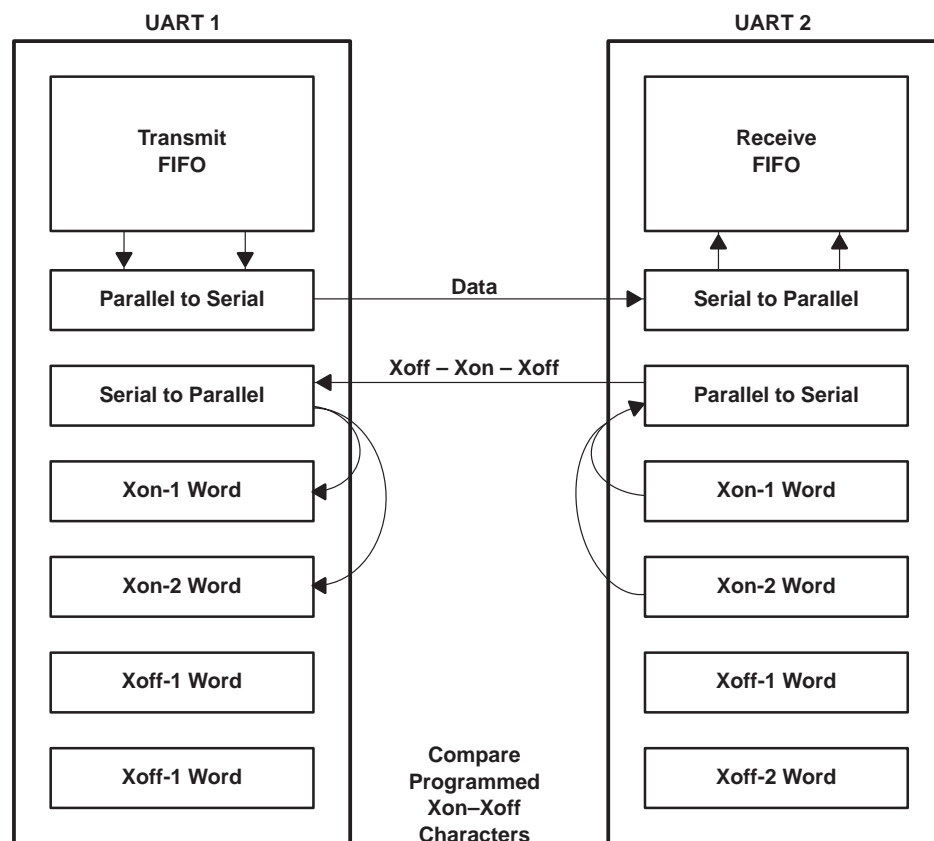 UART 1
UART 2
Transmit
FIFO
Receive
FIFO
Parallel to Serial
Data
Serial to Parallel
Xoff – Xon – Xoff
Serial to Parallel
Parallel to Serial
Xon-1 Word
Xon-1 Word
Xon-2 Word
Xon-2 Word
Xoff-1 Word
Xoff-1 Word
Xoff-1 Word
Compare
Programmed
Xon–Xoff
Characters
Xoff-2 Word